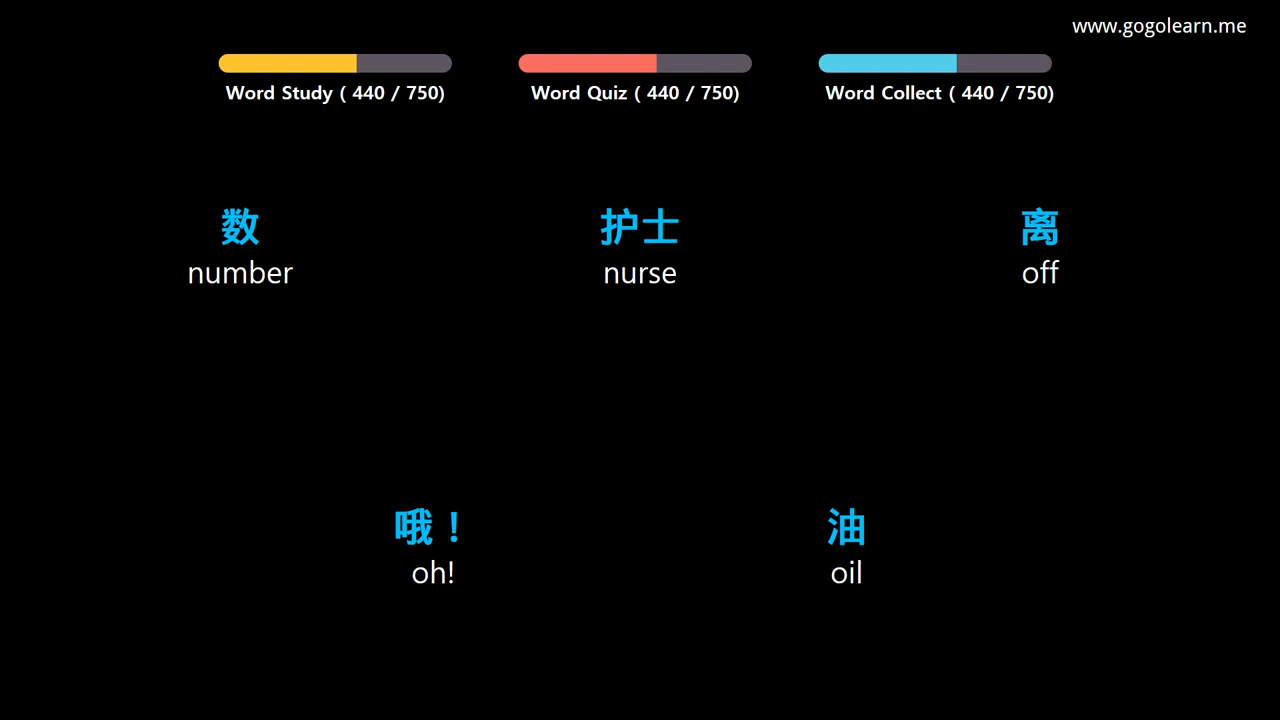 www.gogolearn.me
Word Study ( 440 / 750)
Word Quiz ( 440 / 750)
Word Collect ( 440 / 750)
数
number
护士
nurse
离
off
哦！
oh!
油
oil